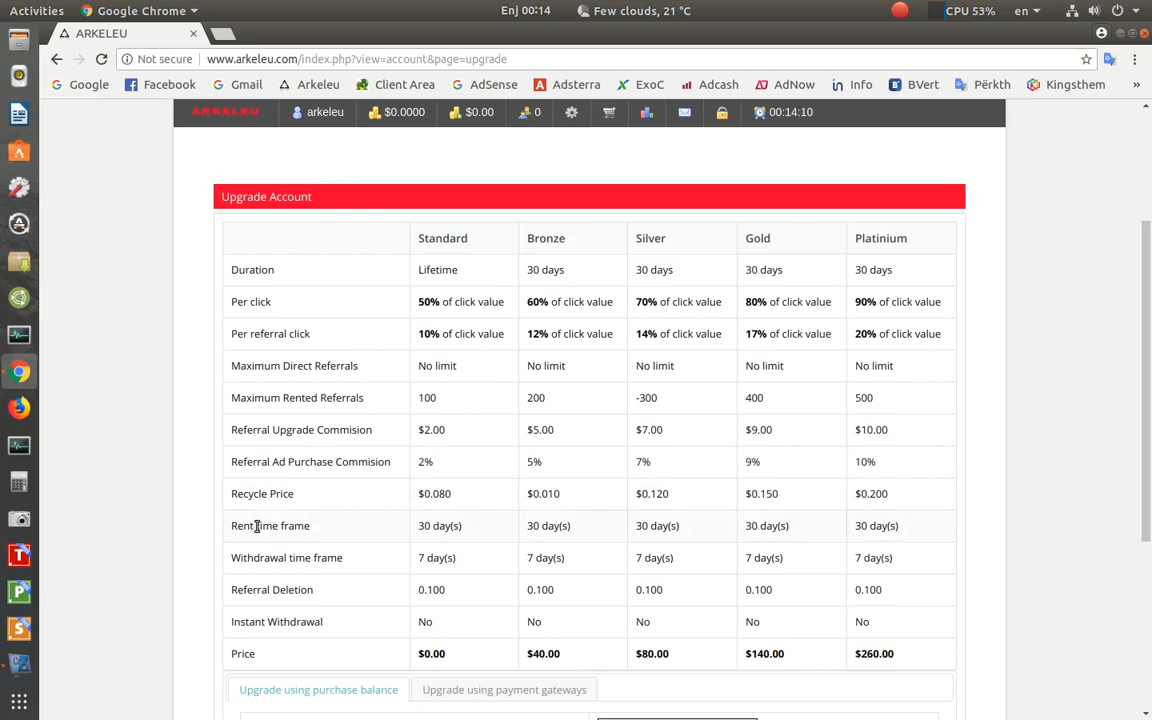 Activities Google Chrome Enj 00:14 Few clouds, 21 °C CPU 53% en
ARKELEU
Not secure www.arkeleu.com/index.php?view=account&page=upgrade
Google Facebook Gmail Arkeleu Client Area AdSense Adsterra ExoC Adcash AdNow Info BVert Përkth Kingsthem »
ARKELEU arkeleu $0.0000 $0.00 0 00:14:10
Upgrade Account
Standard Bronze Silver Gold Platinium
Duration Lifetime 30 days 30 days 30 days 30 days
Per click 50% of click value 60% of click value 70% of click value 80% of click value 90% of click value
Per referral click 10% of click value 12% of click value 14% of click value 17% of click value 20% of click value
Maximum Direct Referrals No limit No limit No limit No limit No limit
Maximum Rented Referrals 100 200 -300 400 500
Referral Upgrade Commision $2.00 $5.00 $7.00 $9.00 $10.00
Referral Ad Purchase Commision 2% 5% 7% 9% 10%
Recycle Price $0.080 $0.010 $0.120 $0.150 $0.200
Rent time frame 30 day(s) 30 day(s) 30 day(s) 30 day(s) 30 day(s)
Withdrawal time frame 7 day(s) 7 day(s) 7 day(s) 7 day(s) 7 day(s)
Referral Deletion 0.100 0.100 0.100 0.100 0.100
Instant Withdrawal No No No No No
Price $0.00 $40.00 $80.00 $140.00 $260.00
Upgrade using purchase balance Upgrade using payment gateways